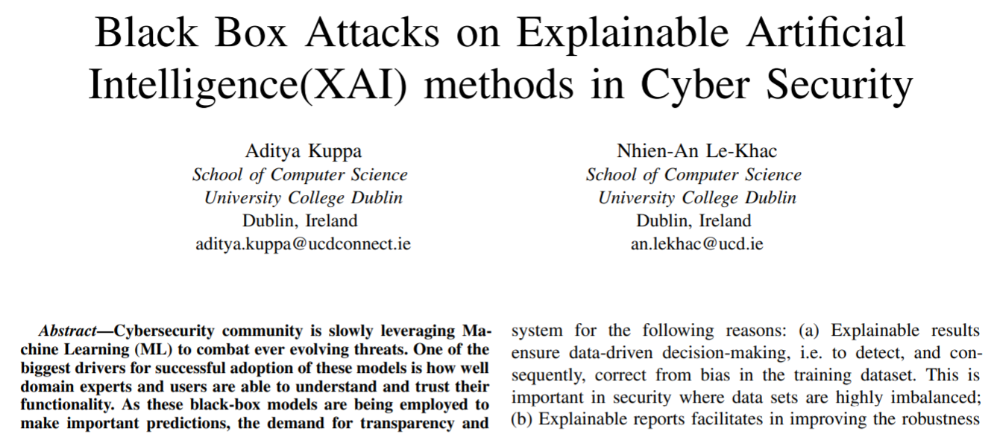 Black Box Attacks on Explainable Artificial
Intelligence(XAI) methods in Cyber Security
Aditya Kuppa
School of Computer Science
University College Dublin
Dublin, Ireland
aditya.kuppa@ucdconnect.ie
Nhien-An Le-Khac
School of Computer Science
University College Dublin
Dublin, Ireland
an.lekhac@ucd.ie
Abstract—Cybersecurity community is slowly leveraging Ma-
chine Learning (ML) to combat ever evolving threats. One of the
biggest drivers for successful adoption of these models is how well
domain experts and users are able to understand and trust their
functionality. As these black-box models are being employed to
make important predictions, the demand for transparency and
system for the following reasons: (a) Explainable results
ensure data-driven decision-making, i.e. to detect, and con-
sequently, correct from bias in the training dataset. This is
important in security where data sets are highly imbalanced;
(b) Explainable reports facilitates in improving the robustness